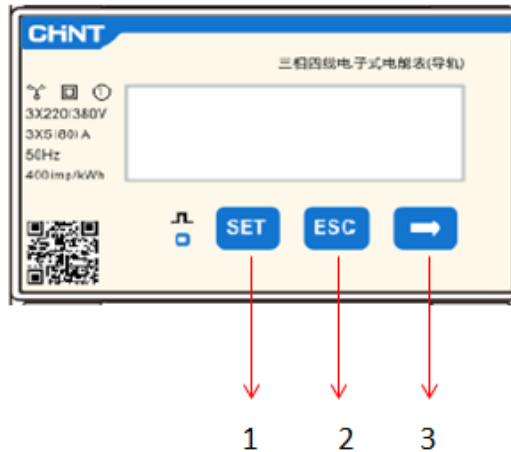 CHINT
三相四线电子式电能表(导轨)
3X220/380V
3X5(80)A
50Hz
400imp/kWh
SET
ESC
1
2
3